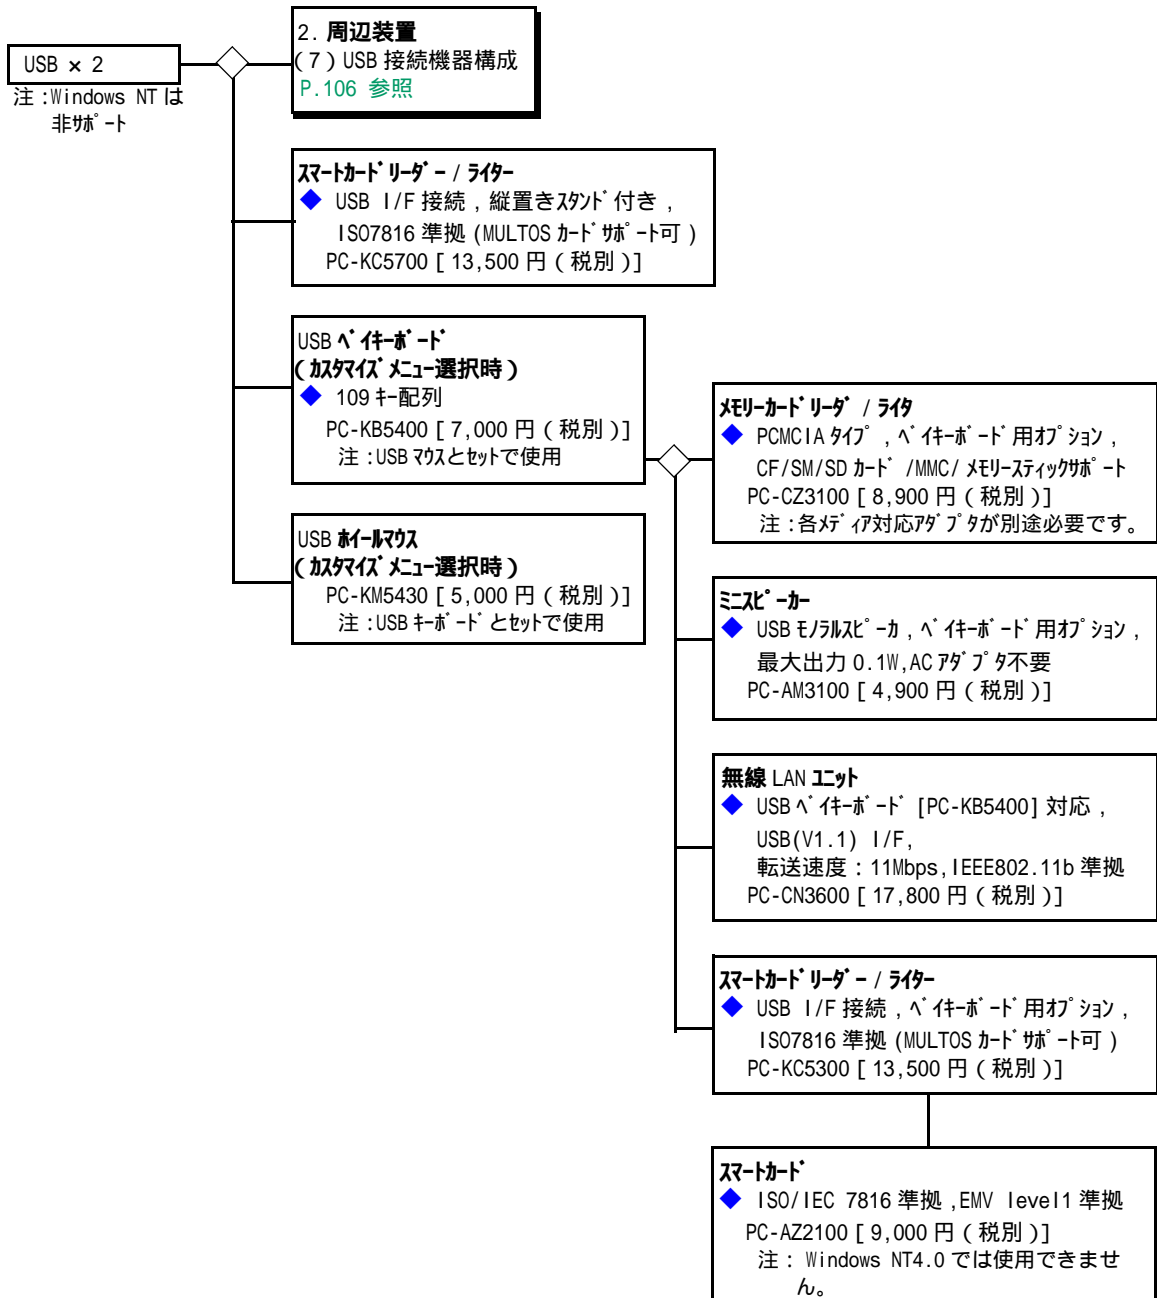 USB × 2
注:Windows NT は
非ｻﾎﾟｰﾄ
2. 周辺装置
(7) USB 接続機器構成
P.106 参照
ｽﾏｰﾄｶｰﾄﾞﾘｰﾀﾞｰ / ﾗｲﾀｰ
◆ USB I/F 接続 , 縦置きｽﾀﾝﾄﾞ付き ,
ISO7816 準拠 (MULTOS ｶｰﾄﾞｻﾎﾟｰﾄ可 )
PC-KC5700 [ 13,500 円 ( 税別 )]
USB ﾍﾞｲｷｰﾎﾞｰﾄﾞ
( ｶｽﾀﾏｲｽﾞﾒﾆｭｰ選択時 )
◆ 109 ｷｰ配列
PC-KB5400 [ 7,000 円 ( 税別 )]
注 :USB ﾏｳｽとｾｯﾄで使用
USB ﾎｲｰﾙﾏｳｽ
( ｶｽﾀﾏｲｽﾞﾒﾆｭｰ選択時 )
PC-KM5430 [ 5,000 円 ( 税別 )]
注 :USB ｷｰﾎﾞｰﾄﾞとｾｯﾄで使用
ﾒﾓﾘｰｶｰﾄﾞﾘｰﾀﾞ / ﾗｲﾀ
◆ PCMCIA ﾀｲﾌﾟ , ﾍﾞｲｷｰﾎﾞｰﾄﾞ用ｵﾌﾟｼｮﾝ ,
CF/SM/SD ｶｰﾄﾞ /MMC/ ﾒﾓﾘｰｽﾃｨｯｸｻﾎﾟｰﾄ
PC-CZ3100 [ 8,900 円 ( 税別 )]
注 :各ﾒﾃﾞｨｱ対応ｱﾀﾞﾌﾟﾀが別途必要です。
ﾐﾆｽﾋﾟｰｶｰ
◆ USB ﾓﾉﾗﾙｽﾋﾟｰｶ , ﾍﾞｲｷｰﾎﾞｰﾄﾞ用ｵﾌﾟｼｮﾝ ,
最大出力 0.1W,AC ｱﾀﾞﾌﾟﾀ不要
PC-AM3100 [ 4,900 円 ( 税別 )]
無線 LAN ﾕﾆｯﾄ
◆ USB ﾍﾞｲｷｰﾎﾞｰﾄﾞ [PC-KB5400] 対応 ,
USB(V1.1) I/F,
転送速度 : 11Mbps,IEEE802.11b 準拠
PC-CN3600 [ 17,800 円 ( 税別 )]
ｽﾏｰﾄｶｰﾄﾞﾘｰﾀﾞｰ / ﾗｲﾀｰ
◆ USB I/F 接続 , ﾍﾞｲｷｰﾎﾞｰﾄﾞ用ｵﾌﾟｼｮﾝ ,
ISO7816 準拠 (MULTOS ｶｰﾄﾞｻﾎﾟｰﾄ可 )
PC-KC5300 [ 13,500 円 ( 税別 )]
ｽﾏｰﾄｶｰﾄﾞ
◆ ISO/IEC 7816 準拠 ,EMV level1 準拠
PC-AZ2100 [ 9,000 円 ( 税別 )]
注 : Windows NT4.0 では使用できませ
ん。